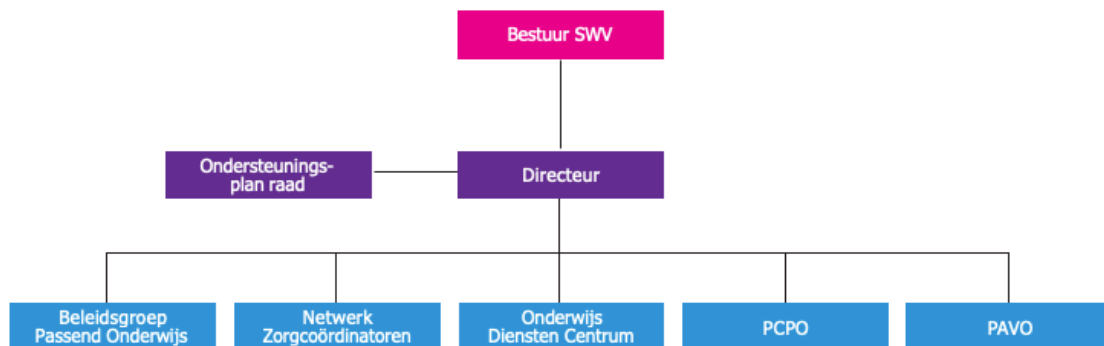 Bestuur SWV
Ondersteunings-
plan raad
Directeur
Beleidsgroep
Passend Onderwijs
Netwerk
Zorgcoördinatoren
Onderwijs
Diensten Centrum
PCPO
PAVO